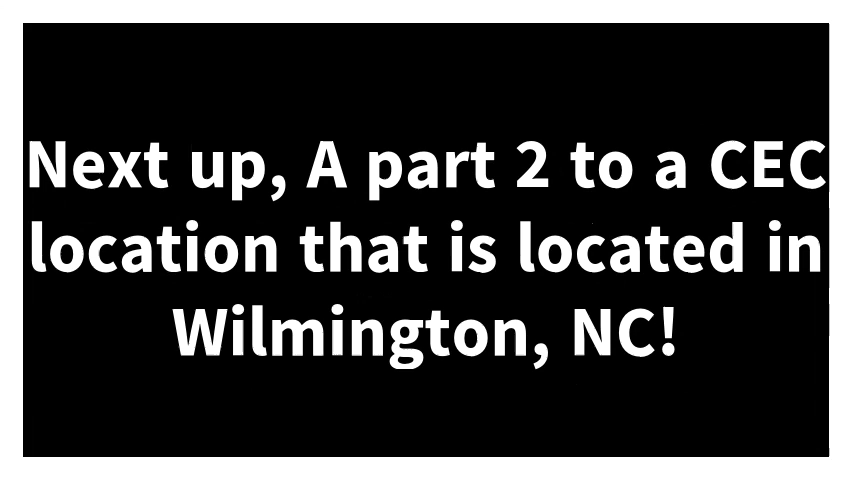 Next up, A part 2 to a CEC
location that is located in
Wilmington, NC!